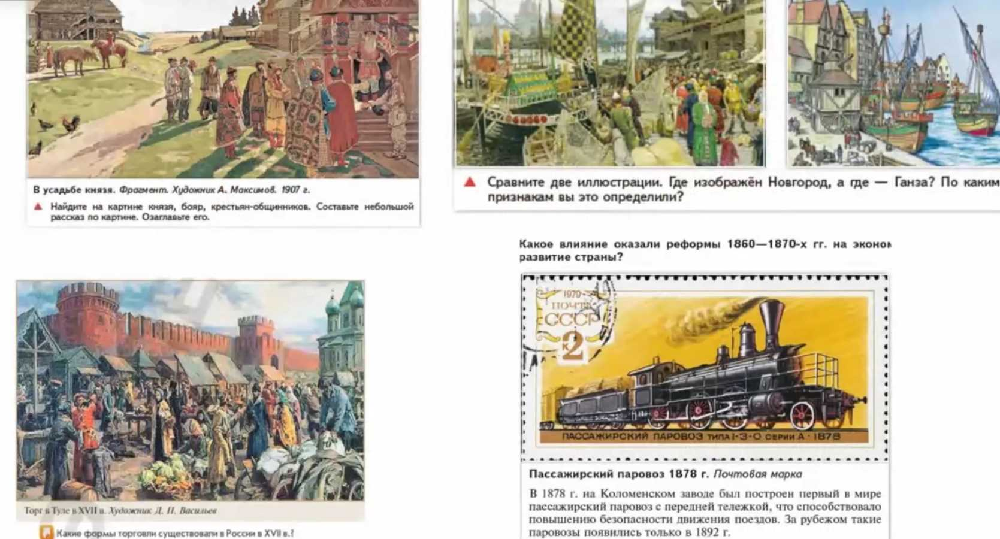 В усадьбе князя. Фрагмент. Художник А. Максимов. 1907 г.
Найдите на картине князя, бояр, крестьян-общинников. Составьте небольшой
рассказ по картине. Озаглавьте его.
Сравните две иллюстрации. Где изображён Новгород, а где — Ганза? По каким
признакам вы это определили?
Какое влияние оказали реформы 1860—1870-х гг. на эконом
развитие страны?
1979
ПОЧТА
СССР
2к
ПАССАЖИРСКИЙ ПАРОВОЗ ТИПА 1-3-0 СЕРИИ А · 1878
Пассажирский паровоз 1878 г. Почтовая марка
В 1878 г. на Коломенском заводе был построен первый в мире
пассажирский паровоз с передней тележкой, что способствовало
повышению безопасности движения поездов. За рубежом такие
паровозы появились только в 1892 г.
Торг в Туле в XVII в. Художник Д. П. Васильев
Какие формы торговли существовали в России в XVII в.?